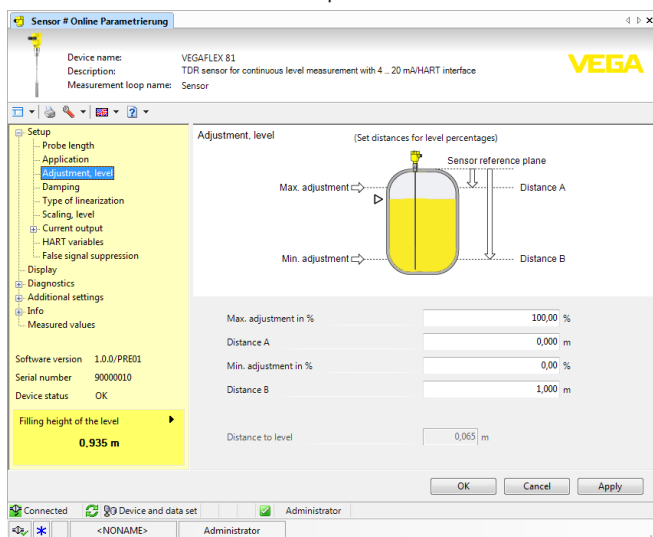 Sensor # Online Parametrierung
Device name: VEGAFLEX 81
Description: TDR sensor for continuous level measurement with 4 .. 20 mA/HART interface
Measurement loop name: Sensor
VEGA
Setup
Probe length
Application
Adjustment, level
Damping
Type of linearization
Scaling, level
Current output
HART variables
False signal suppression
Display
Diagnostics
Additional settings
Info
Measured values
Software version 1.0.0/PRE01
Serial number 90000010
Device status OK
Filling height of the level
0,935 m
Adjustment, level (Set distances for level percentages)
Sensor reference plane
Max. adjustment Distance A
Min. adjustment Distance B
Max. adjustment in % 100,00 %
Distance A 0,000 m
Min. adjustment in % 0,00 %
Distance B 1,000 m
Distance to level 0,065 m
OK Cancel Apply
Connected Device and data set Administrator
<NONAME> Administrator